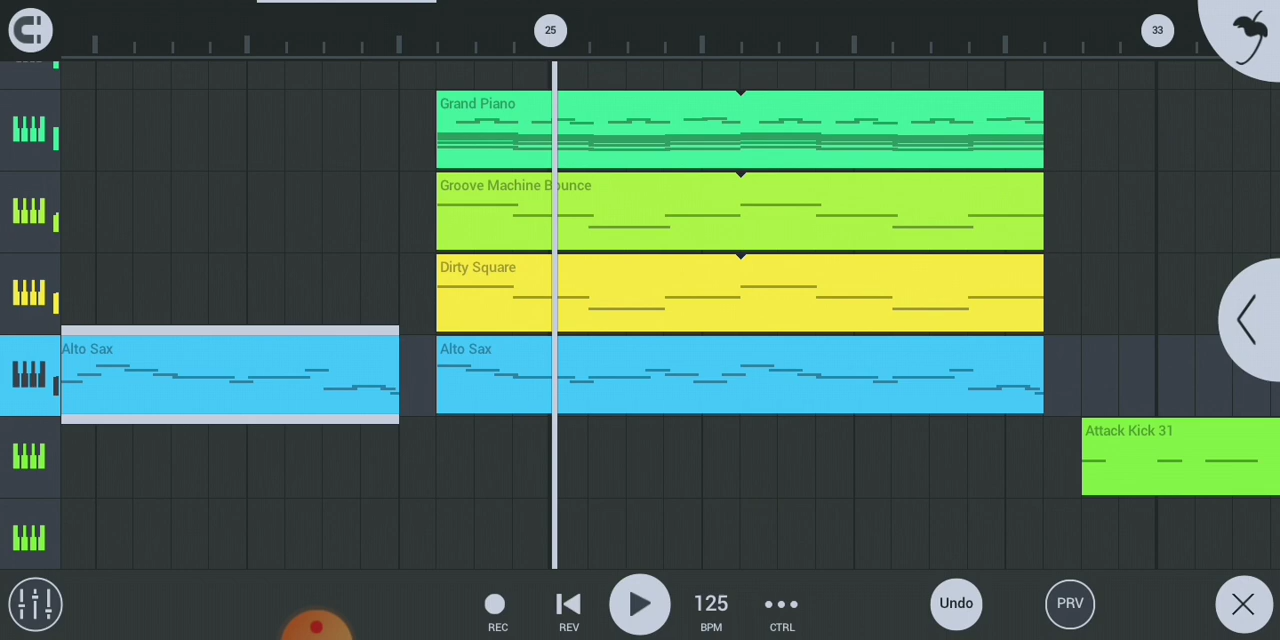 25
33
Grand Piano
Groove Machine Bounce
Dirty Square
Alto Sax
Alto Sax
Attack Kick 31
125
Undo
PRV
REC
REV
BPM
CTRL